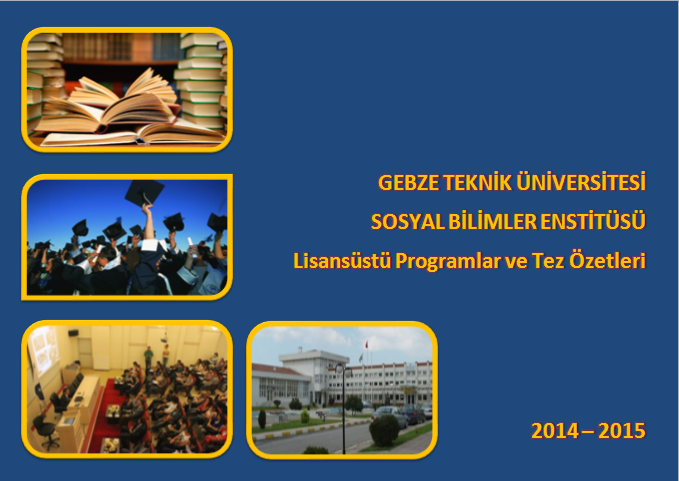 GEBZE TEKNİK ÜNİVERSİTESİ
SOSYAL BİLİMLER ENSTİTÜSÜ
Lisansüstü Programlar ve Tez Özetleri
2014 – 2015